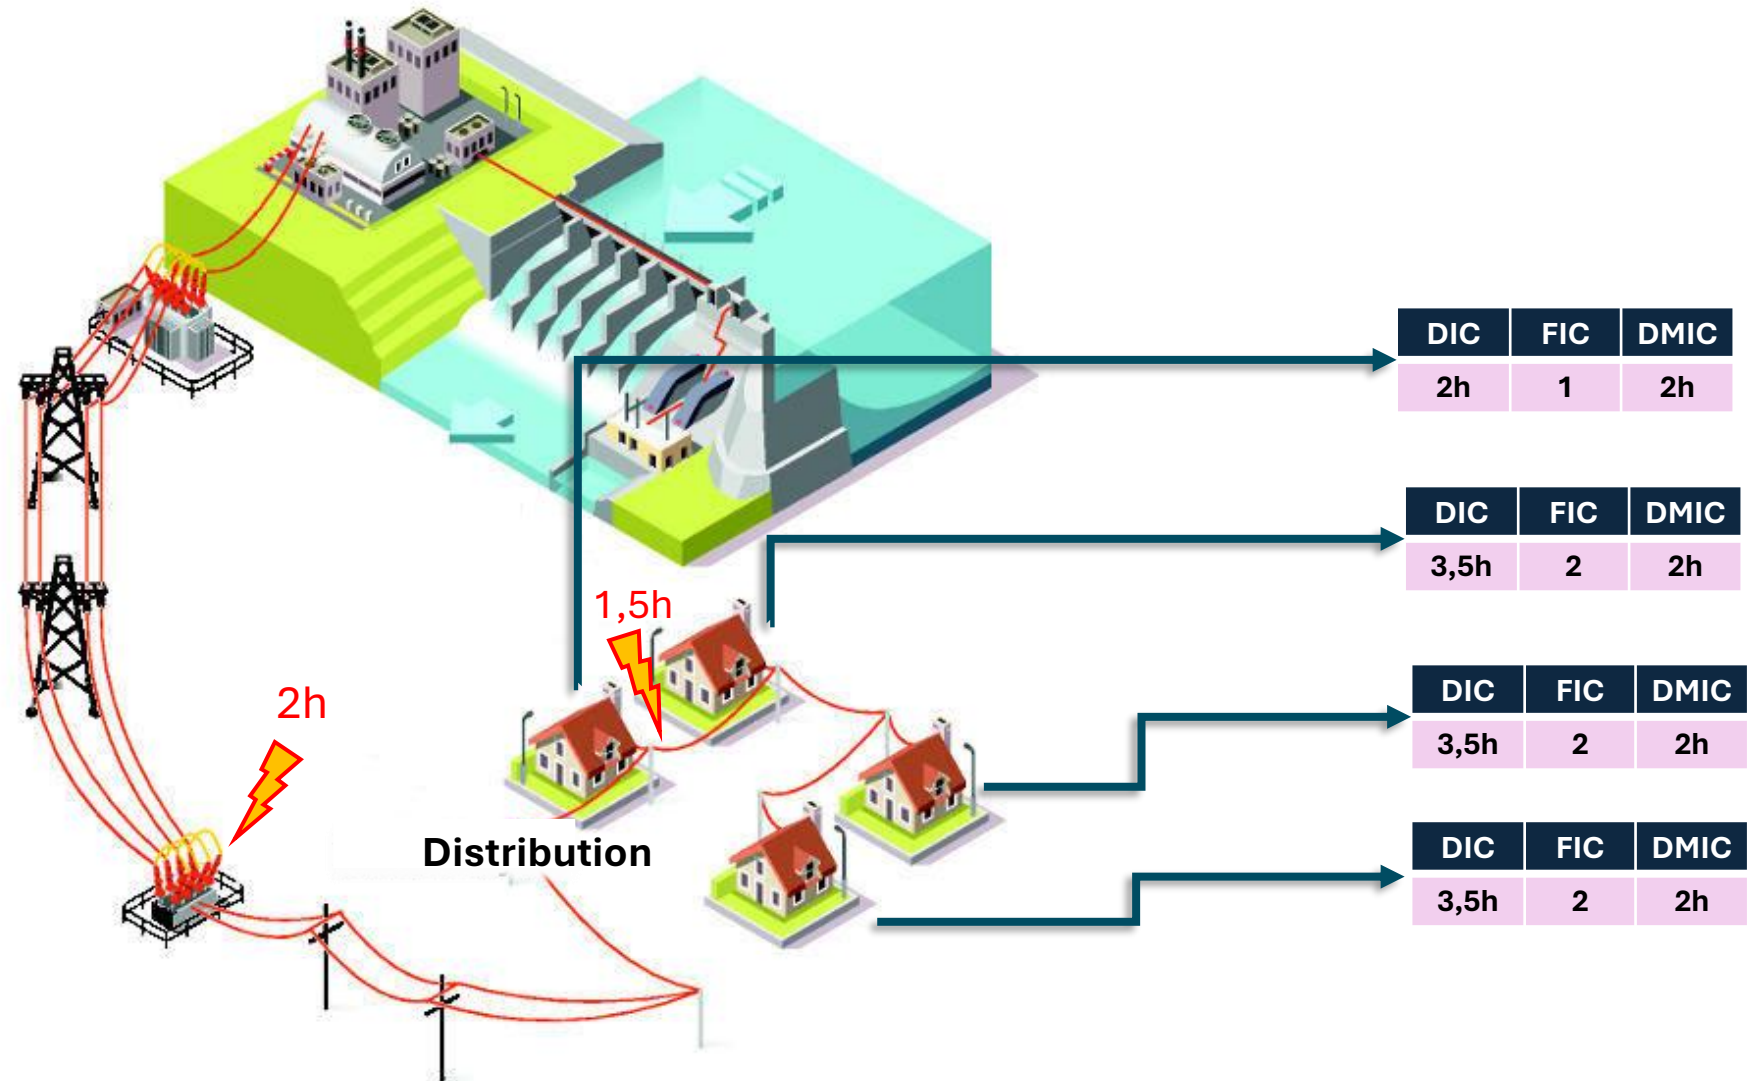 DIC FIC DMIC
2h 1 2h
DIC FIC DMIC
3,5h 2 2h
1,5h
DIC FIC DMIC
3,5h 2 2h
2h
Distribution
DIC FIC DMIC
3,5h 2 2h